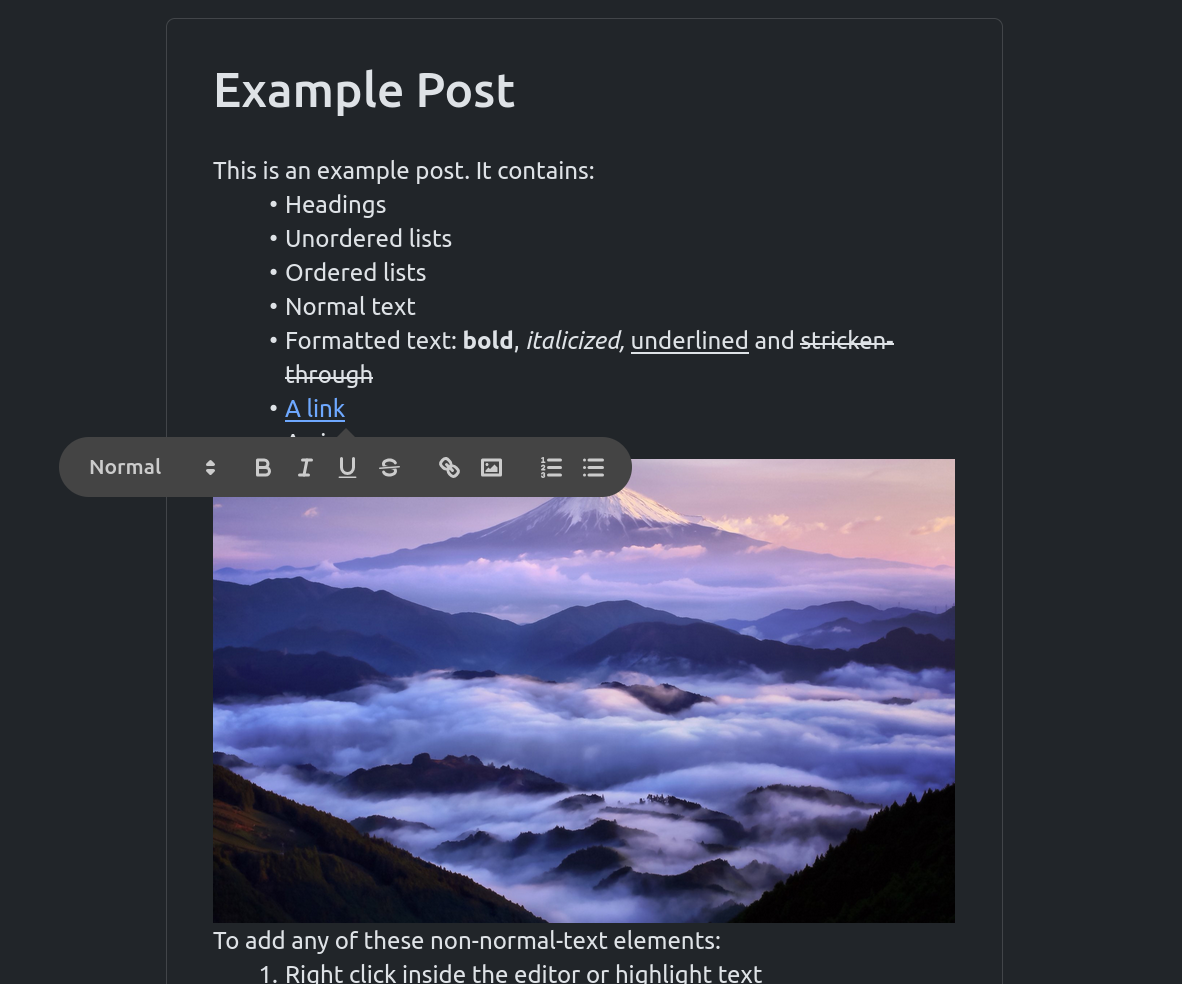 Example Post
This is an example post. It contains:
• Headings
• Unordered lists
• Ordered lists
• Normal text
• Formatted text: bold, italicized, underlined and stricken-
through
• A link
Normal
To add any of these non-normal-text elements:
1. Right click inside the editor or highlight text